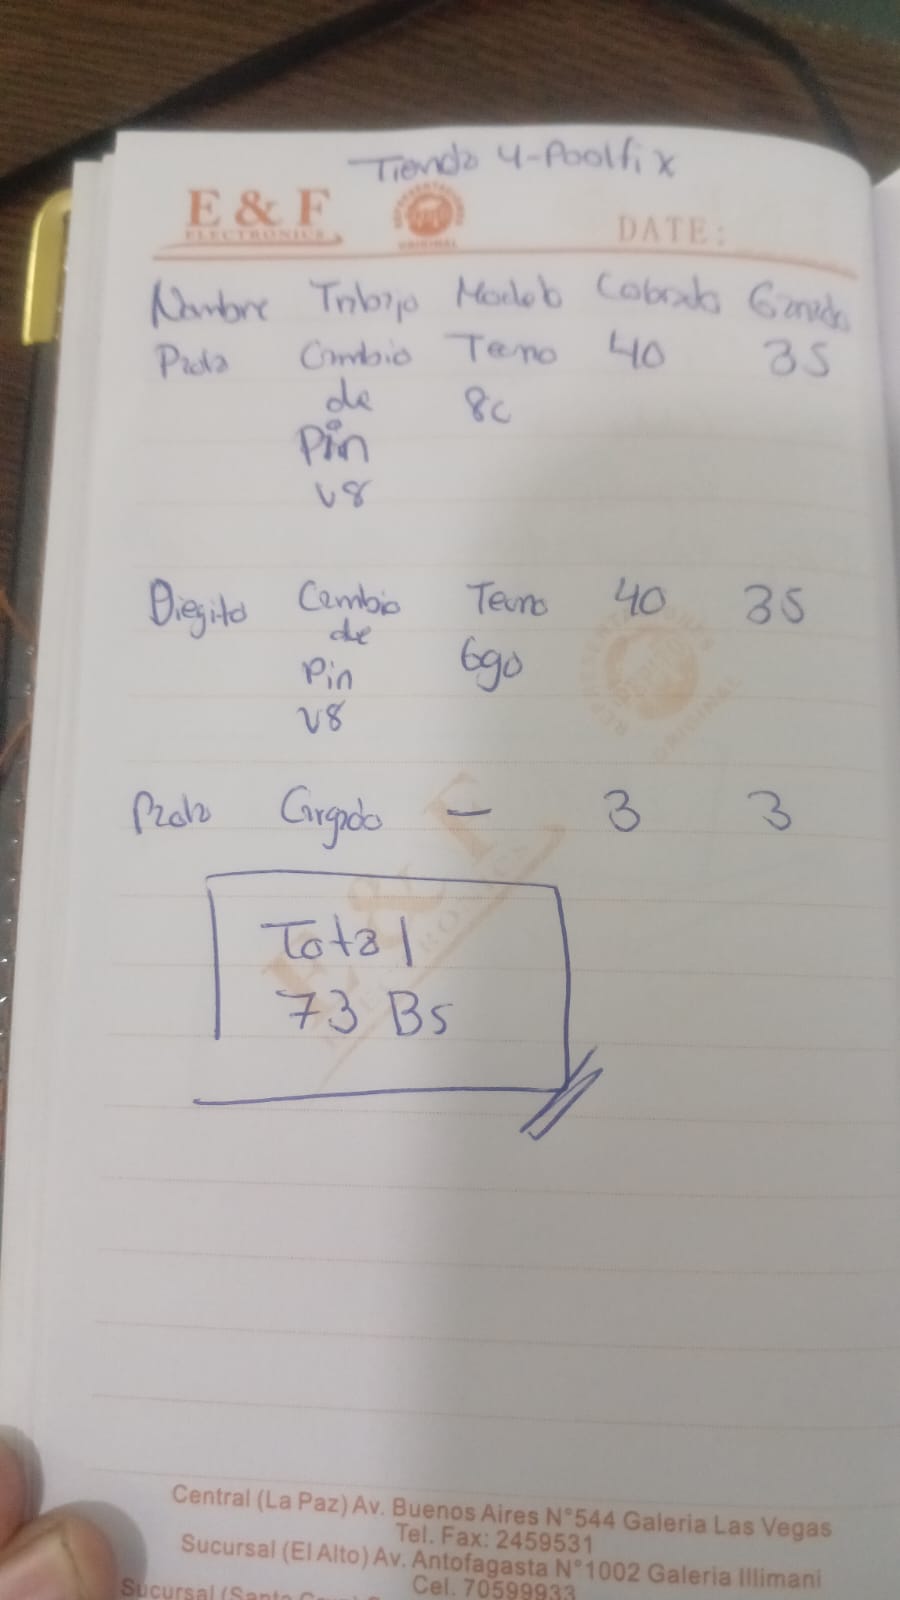 Tienda 4-Poolfix
E & F
ELECTRONICS
ORIGINAL
DATE:
Nombre Trabajo Modelo Cobrado Ganado
Paola Cambio Tecno 40 35
de 8c
Pin
V8
Dieguito Cambio Tecno 40 35
de
Pin 6go
V8
Paola Cargado — 3 3
Total
73 Bs
Central (La Paz) Av. Buenos Aires N°544 Galeria Las Vegas
Tel. Fax: 2459531
Sucursal (El Alto) Av. Antofagasta N°1002 Galeria Illimani
Cel. 70599933
Sucursal